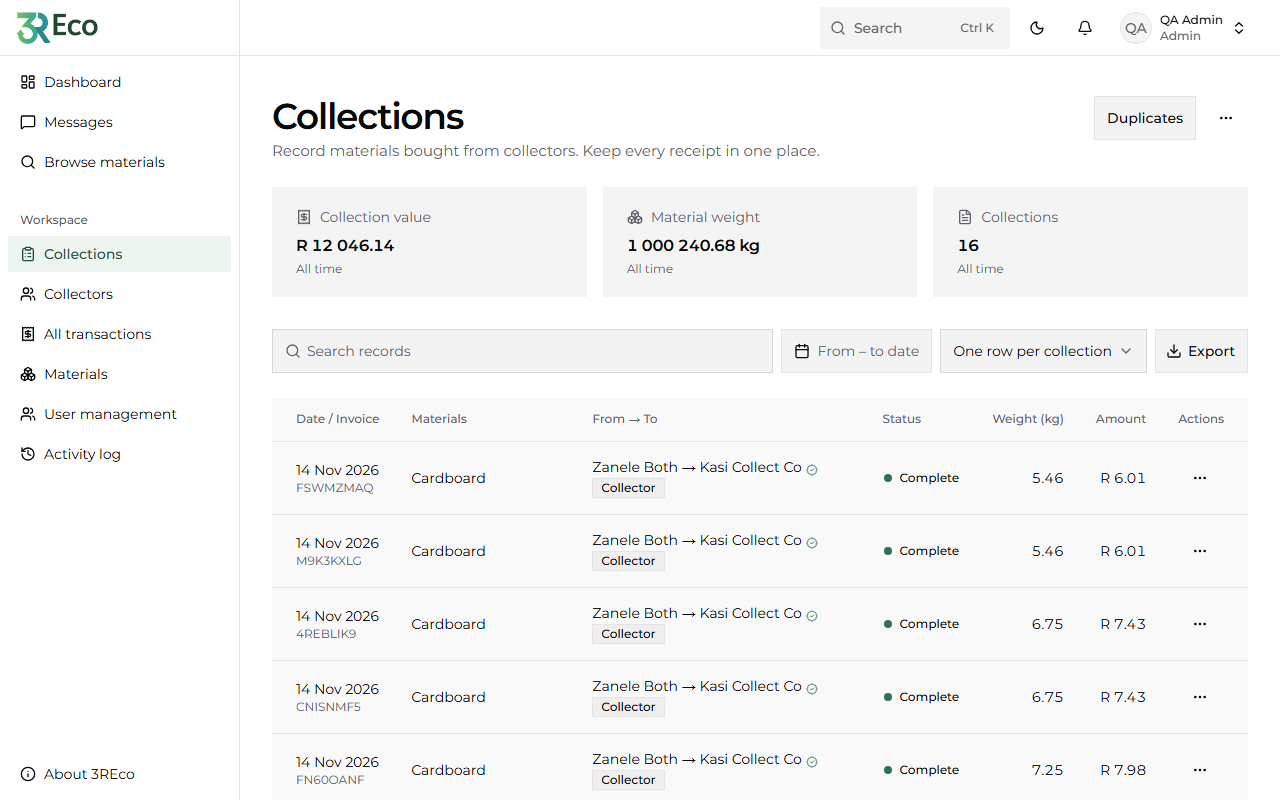 3R Eco
Search Ctrl K
QA
QA Admin
Admin
Dashboard
Messages
Browse materials
Workspace
Collections
Collectors
All transactions
Materials
User management
Activity log
About 3REco
Collections
Record materials bought from collectors. Keep every receipt in one place.
Duplicates
Collection value
R 12 046.14
All time
Material weight
1 000 240.68 kg
All time
Collections
16
All time
Search records
From – to date
One row per collection
Export
Date / Invoice Materials From → To Status Weight (kg) Amount Actions
14 Nov 2026
FSWMZMAQ
Cardboard
Zanele Both → Kasi Collect Co
Collector
Complete
5.46
R 6.01
14 Nov 2026
M9K3KXLG
Cardboard
Zanele Both → Kasi Collect Co
Collector
Complete
5.46
R 6.01
14 Nov 2026
4REBLIK9
Cardboard
Zanele Both → Kasi Collect Co
Collector
Complete
6.75
R 7.43
14 Nov 2026
CNISNMF5
Cardboard
Zanele Both → Kasi Collect Co
Collector
Complete
6.75
R 7.43
14 Nov 2026
FN60OANF
Cardboard
Zanele Both → Kasi Collect Co
Collector
Complete
7.25
R 7.98